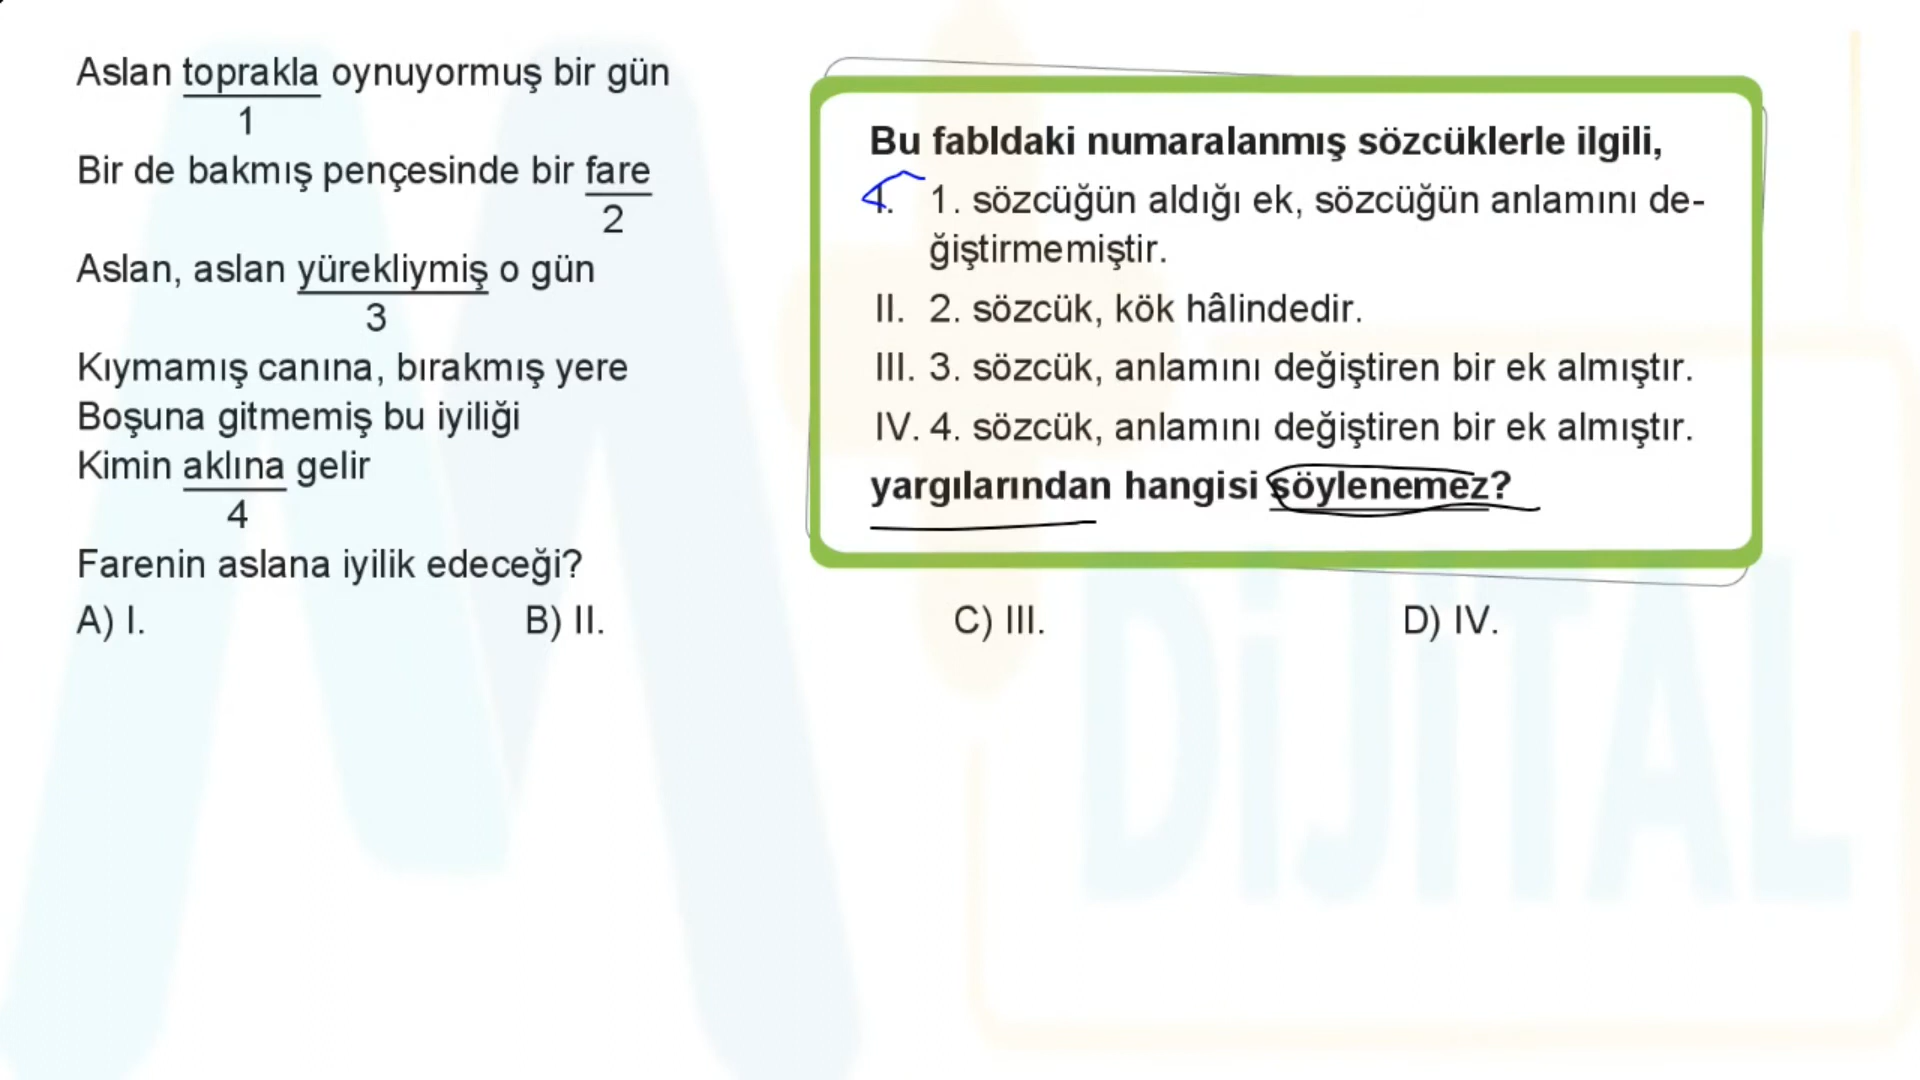 Aslan toprakla oynuyormuş bir gün
1
Bir de bakmış pençesinde bir fare
2
Aslan, aslan yürekliymiş o gün
3
Kıymamış canına, bırakmış yere
Boşuna gitmemiş bu iyiliği
Kimin aklına gelir
4
Farenin aslana iyilik edeceği?
Bu fabldaki numaralanmış sözcüklerle ilgili,
I. 1. sözcüğün aldığı ek, sözcüğün anlamını de-
ğiştirmemiştir.
II. 2. sözcük, kök hâlindedir.
III. 3. sözcük, anlamını değiştiren bir ek almıştır.
IV. 4. sözcük, anlamını değiştiren bir ek almıştır.
yargılarından hangisi söylenemez?
A) I. B) II. C) III. D) IV.
DİJİTAL